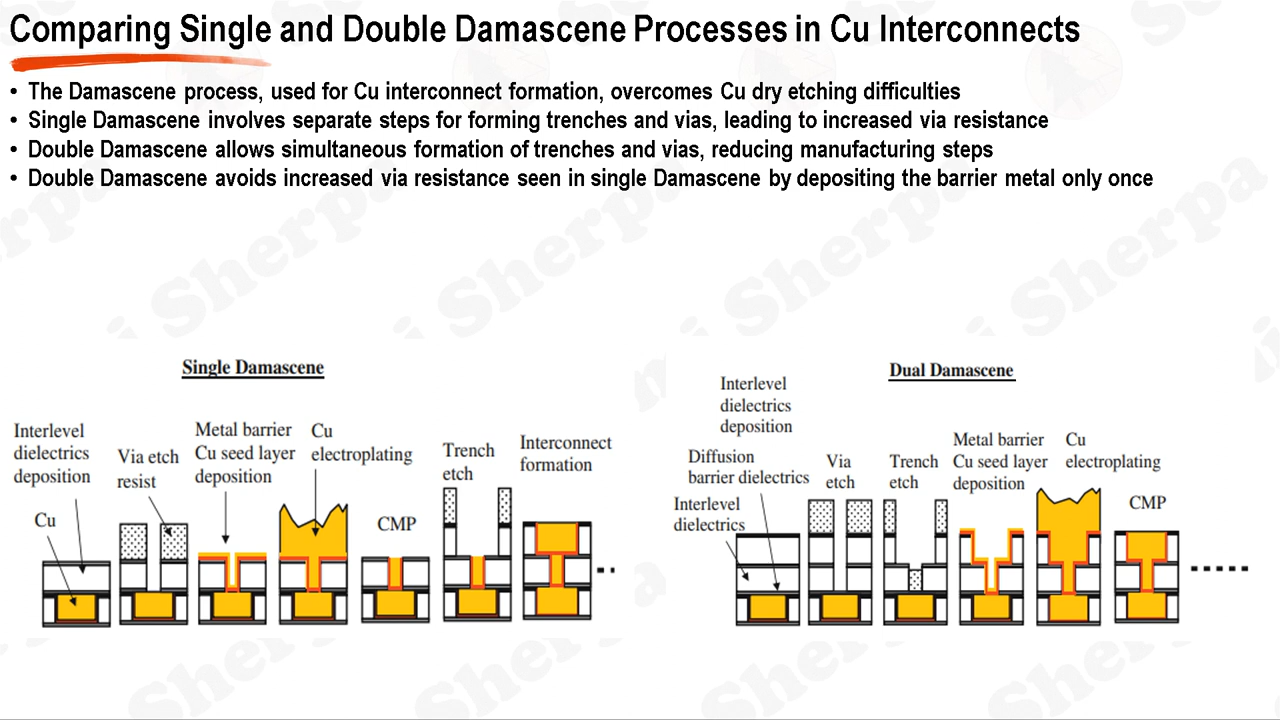 Comparing Single and Double Damascene Processes in Cu Interconnects
• The Damascene process, used for Cu interconnect formation, overcomes Cu dry etching difficulties
• Single Damascene involves separate steps for forming trenches and vias, leading to increased via resistance
• Double Damascene allows simultaneous formation of trenches and vias, reducing manufacturing steps
• Double Damascene avoids increased via resistance seen in single Damascene by depositing the barrier metal only once
Single Damascene
Interlevel
dielectrics
deposition
Cu
Via etch
resist
Metal barrier
Cu seed layer
deposition
Cu
electroplating
CMP
Trench
etch
Interconnect
formation
Dual Damascene
Interlevel
dielectrics
deposition
Diffusion
barrier dielectrics
Interlevel
dielectrics
Via
etch
Trench
etch
Metal barrier
Cu seed layer
deposition
Cu
electroplating
CMP
Sherpa
Sherpa
Sherpa